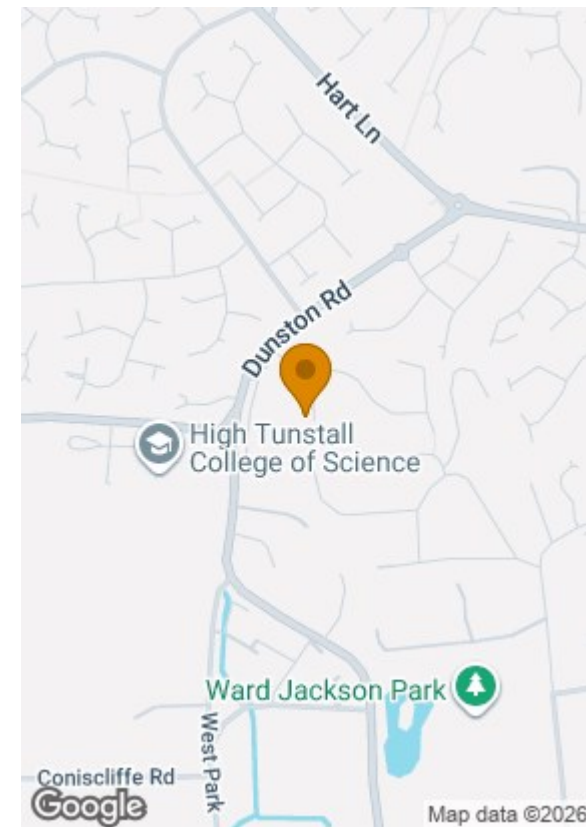 Hart Ln
Dunston Rd
High Tunstall
College of Science
Ward Jackson Park
West Park
Coniscliffe Rd
Google
Map data ©2026